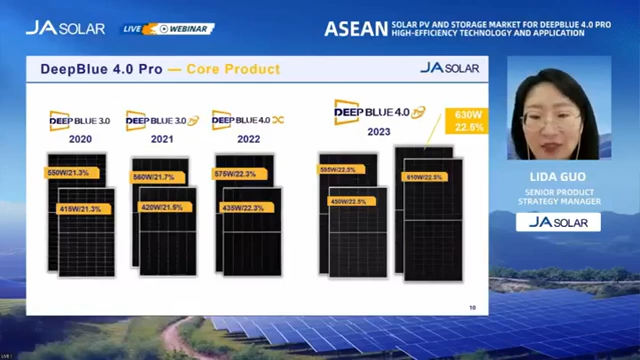 JA SOLAR
LIVE WEBINAR
ASEAN
SOLAR PV AND STORAGE MARKET FOR DEEPBLUE 4.0 PRO
HIGH-EFFICIENCY TECHNOLOGY AND APPLICATION
DeepBlue 4.0 Pro — Core Product
JA SOLAR
DEEP BLUE 3.0
2020
DEEP BLUE 3.0
2021
DEEP BLUE 4.0 X
2022
DEEP BLUE 4.0
2023
630W
22.5%
550W/21.3%
415W/21.3%
560W/21.7%
420W/21.5%
575W/22.3%
435W/22.3%
595W/22.5%
450W/22.5%
610W/22.5%
10
LIDA GUO
SENIOR PRODUCT
STRATEGY MANAGER
JA SOLAR